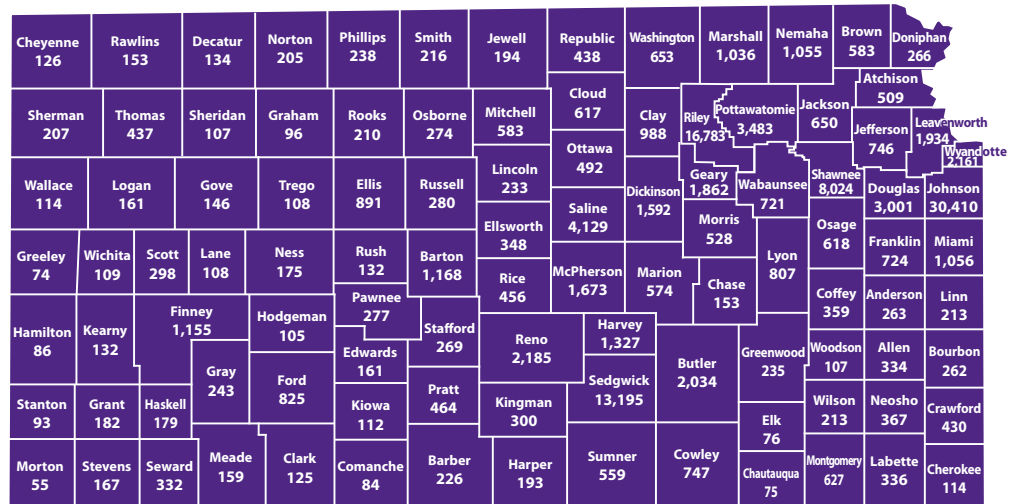 Cheyenne
126
Rawlins
153
Decatur
134
Norton
205
Phillips
238
Smith
216
Jewell
194
Republic
438
Washington
653
Marshall
1,036
Nemaha
1,055
Brown
583
Doniphan
266
Atchison
509
Sherman
207
Thomas
437
Sheridan
107
Graham
96
Rooks
210
Osborne
274
Mitchell
583
Cloud
617
Clay
988
Riley
16,783
Pottawatomie
3,483
Jackson
650
Jefferson
746
Leavenworth
1,934
Wyandotte
2,161
Ottawa
492
Lincoln
233
Wallace
114
Logan
161
Gove
146
Trego
108
Ellis
891
Russell
280
Ellsworth
348
Saline
4,129
Dickinson
1,592
Geary
1,862
Wabaunsee
721
Shawnee
8,024
Douglas
3,001
Johnson
30,410
Morris
528
Osage
618
Franklin
724
Miami
1,056
Greeley
74
Wichita
109
Scott
298
Lane
108
Ness
175
Rush
132
Barton
1,168
Rice
456
McPherson
1,673
Marion
574
Chase
153
Lyon
807
Coffey
359
Anderson
263
Linn
213
Hamilton
86
Kearny
132
Finney
1,155
Hodgeman
105
Pawnee
277
Stafford
269
Reno
2,185
Harvey
1,327
Gray
243
Ford
825
Edwards
161
Kiowa
112
Pratt
464
Kingman
300
Sedgwick
13,195
Butler
2,034
Greenwood
235
Woodson
107
Allen
334
Bourbon
262
Stanton
93
Grant
182
Haskell
179
Elk
76
Wilson
213
Neosho
367
Crawford
430
Morton
55
Stevens
167
Seward
332
Meade
159
Clark
125
Comanche
84
Barber
226
Harper
193
Sumner
559
Cowley
747
Chautauqua
75
Montgomery
627
Labette
336
Cherokee
114